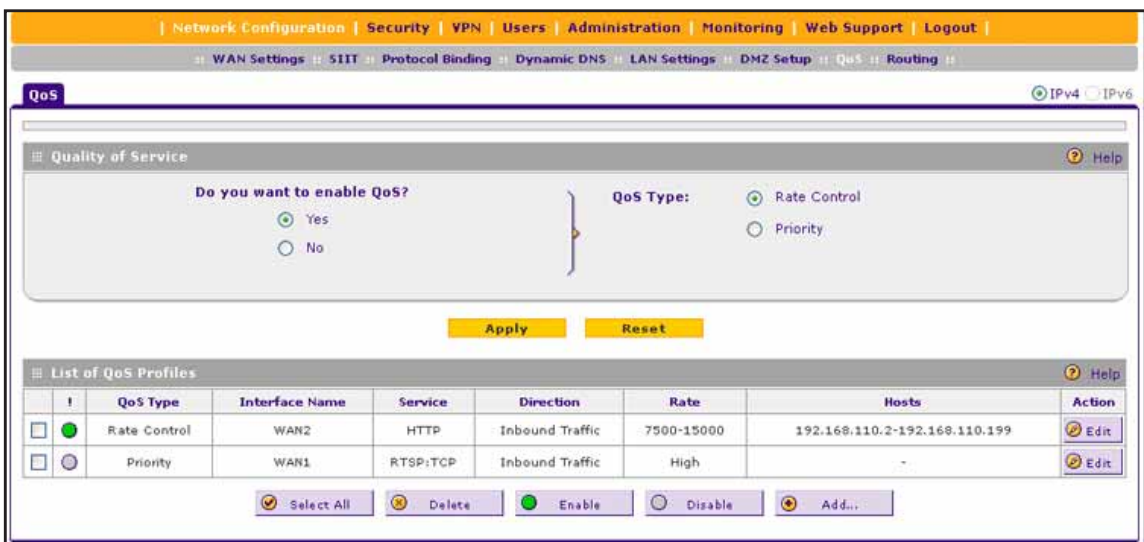 | Network Configuration | Security | VPN | Users | Administration | Monitoring | Web Support | Logout |
:: WAN Settings :: SIIT :: Protocol Binding :: Dynamic DNS :: LAN Settings :: DMZ Setup :: QoS :: Routing ::
QoS IPv4 IPv6
Quality of Service Help
Do you want to enable QoS? QoS Type: Rate Control
Yes
Priority
No
Apply Reset
List of QoS Profiles Help
! QoS Type Interface Name Service Direction Rate Hosts Action
Rate Control WAN2 HTTP Inbound Traffic 7500-15000 192.168.110.2-192.168.110.199 Edit
Priority WAN1 RTSP:TCP Inbound Traffic High - Edit
Select All Delete Enable Disable Add...